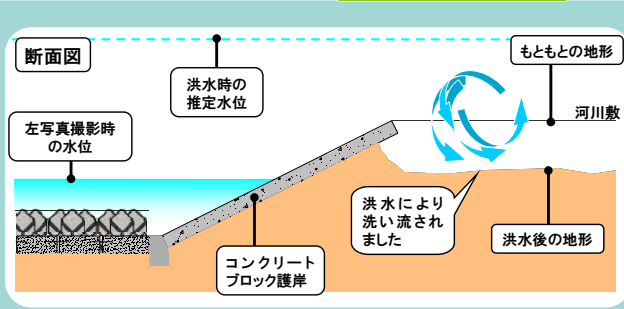 断面図
洪水時の
推定水位
もともとの地形
河川敷
左写真撮影時
の水位
洪水により
洗い流され
ました
洪水後の地形
コンクリート
ブロック護岸